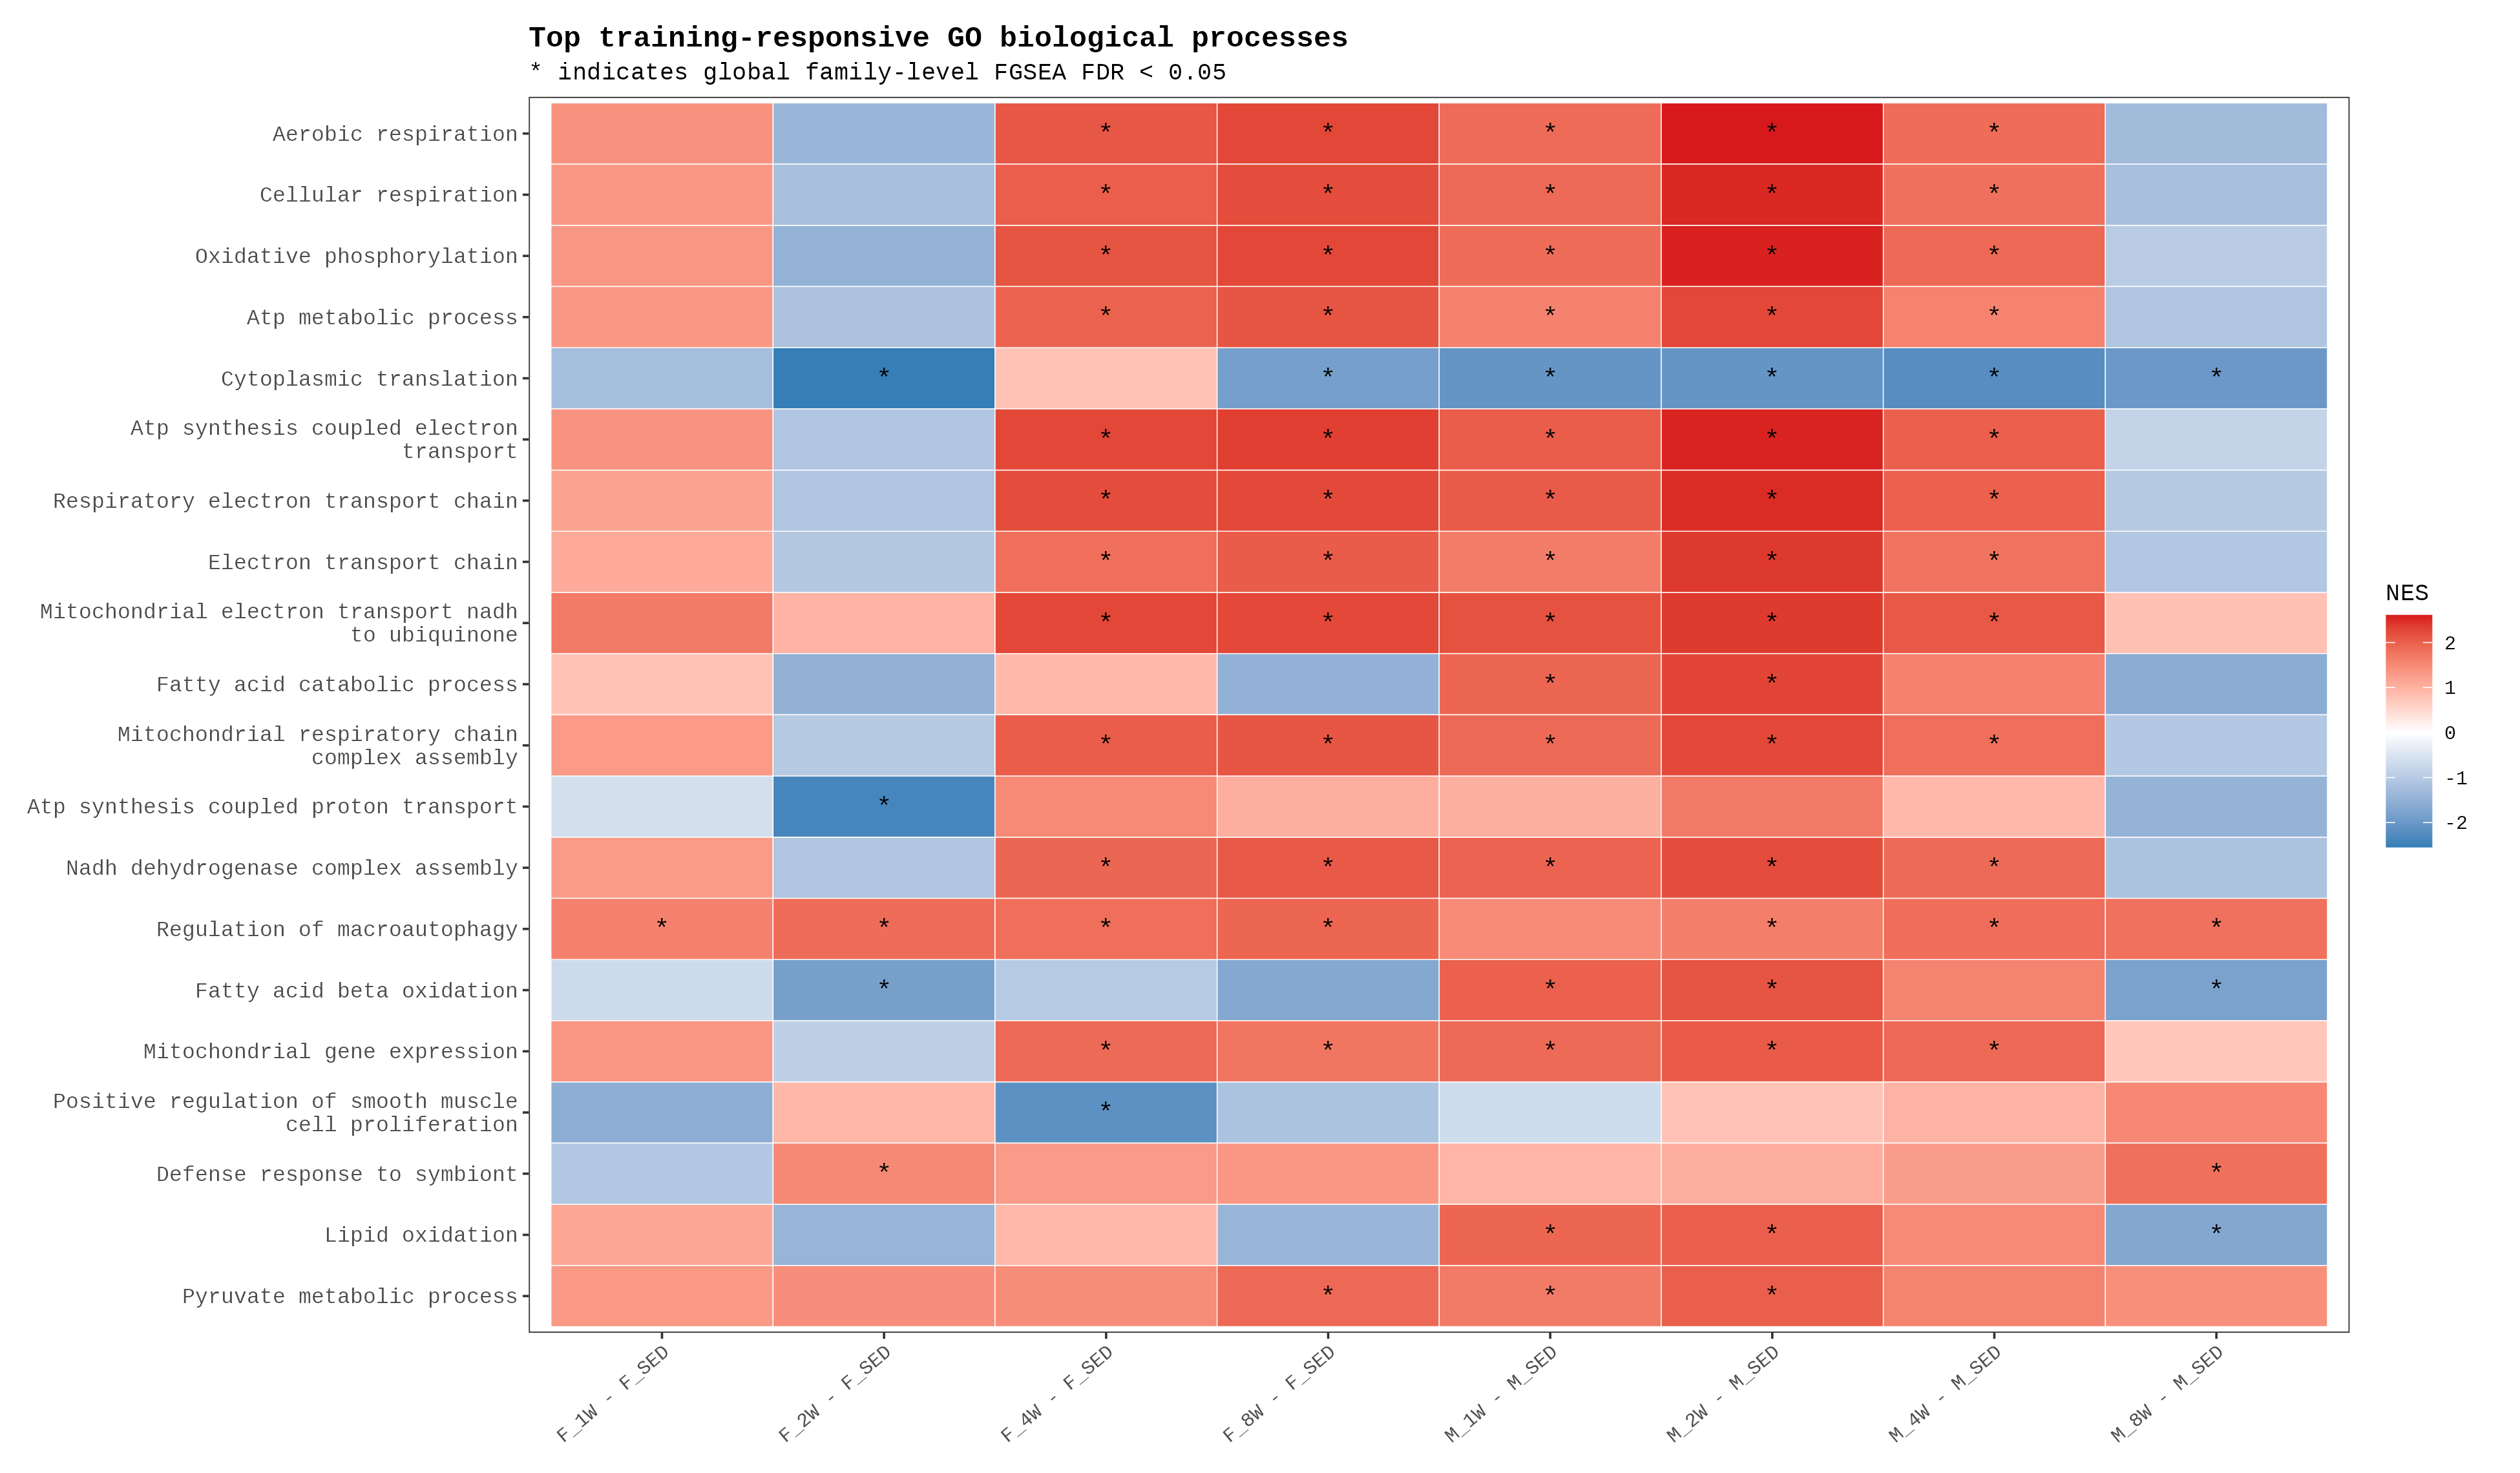 Top training-responsive GO biological processes
* indicates global family-level FGSEA FDR < 0.05
Aerobic respiration
* * * * *
Cellular respiration
* * * * *
Oxidative phosphorylation
* * * * *
Atp metabolic process
* * * * *
Cytoplasmic translation
* * * * * *
Atp synthesis coupled electron
transport
* * * * *
Respiratory electron transport chain
* * * * *
Electron transport chain
* * * * *
Mitochondrial electron transport nadh
to ubiquinone
* * * * *
Fatty acid catabolic process
* *
Mitochondrial respiratory chain
complex assembly
* * * * *
Atp synthesis coupled proton transport
*
Nadh dehydrogenase complex assembly
* * * * *
Regulation of macroautophagy
* * * * * * *
Fatty acid beta oxidation
* * * *
Mitochondrial gene expression
* * * * *
Positive regulation of smooth muscle
cell proliferation
*
Defense response to symbiont
* *
Lipid oxidation
* * *
Pyruvate metabolic process
* * *
F_1W - F_SED
F_2W - F_SED
F_4W - F_SED
F_8W - F_SED
M_1W - M_SED
M_2W - M_SED
M_4W - M_SED
M_8W - M_SED
NES
2
1
0
-1
-2